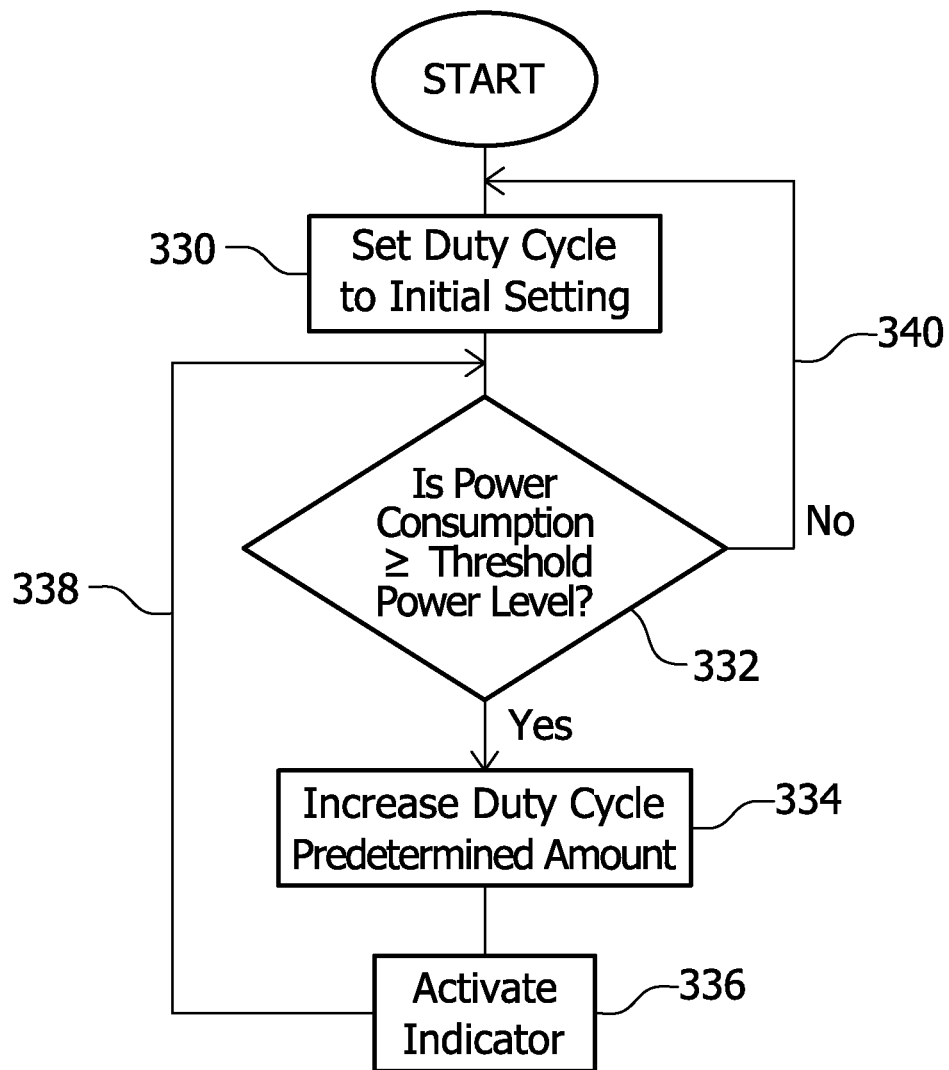 START
330
Set Duty Cycle
to Initial Setting
340
Is Power
Consumption
≥ Threshold
Power Level?
No
338
332
Yes
Increase Duty Cycle
Predetermined Amount
334
Activate
Indicator
336